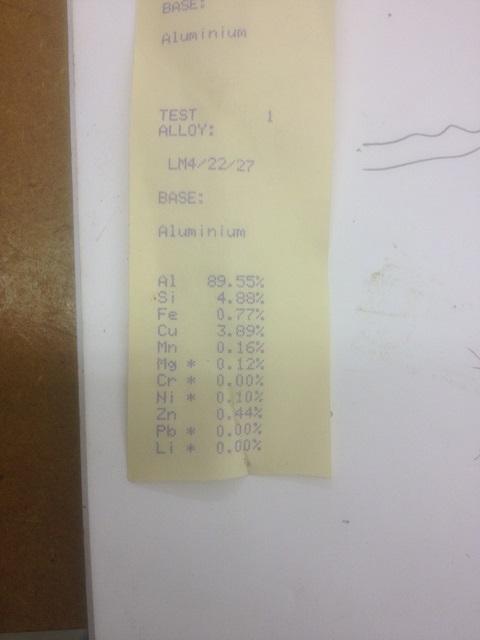 BASE:
Aluminium
TEST 1
ALLOY:
LM4/22/27
BASE:
Aluminium
Al 89.55%
Si 4.88%
Fe 0.77%
Cu 3.89%
Mn 0.16%
Mg * 0.12%
Cr * 0.00%
Ni * 0.10%
Zn 0.44%
Pb * 0.00%
Li * 0.00%